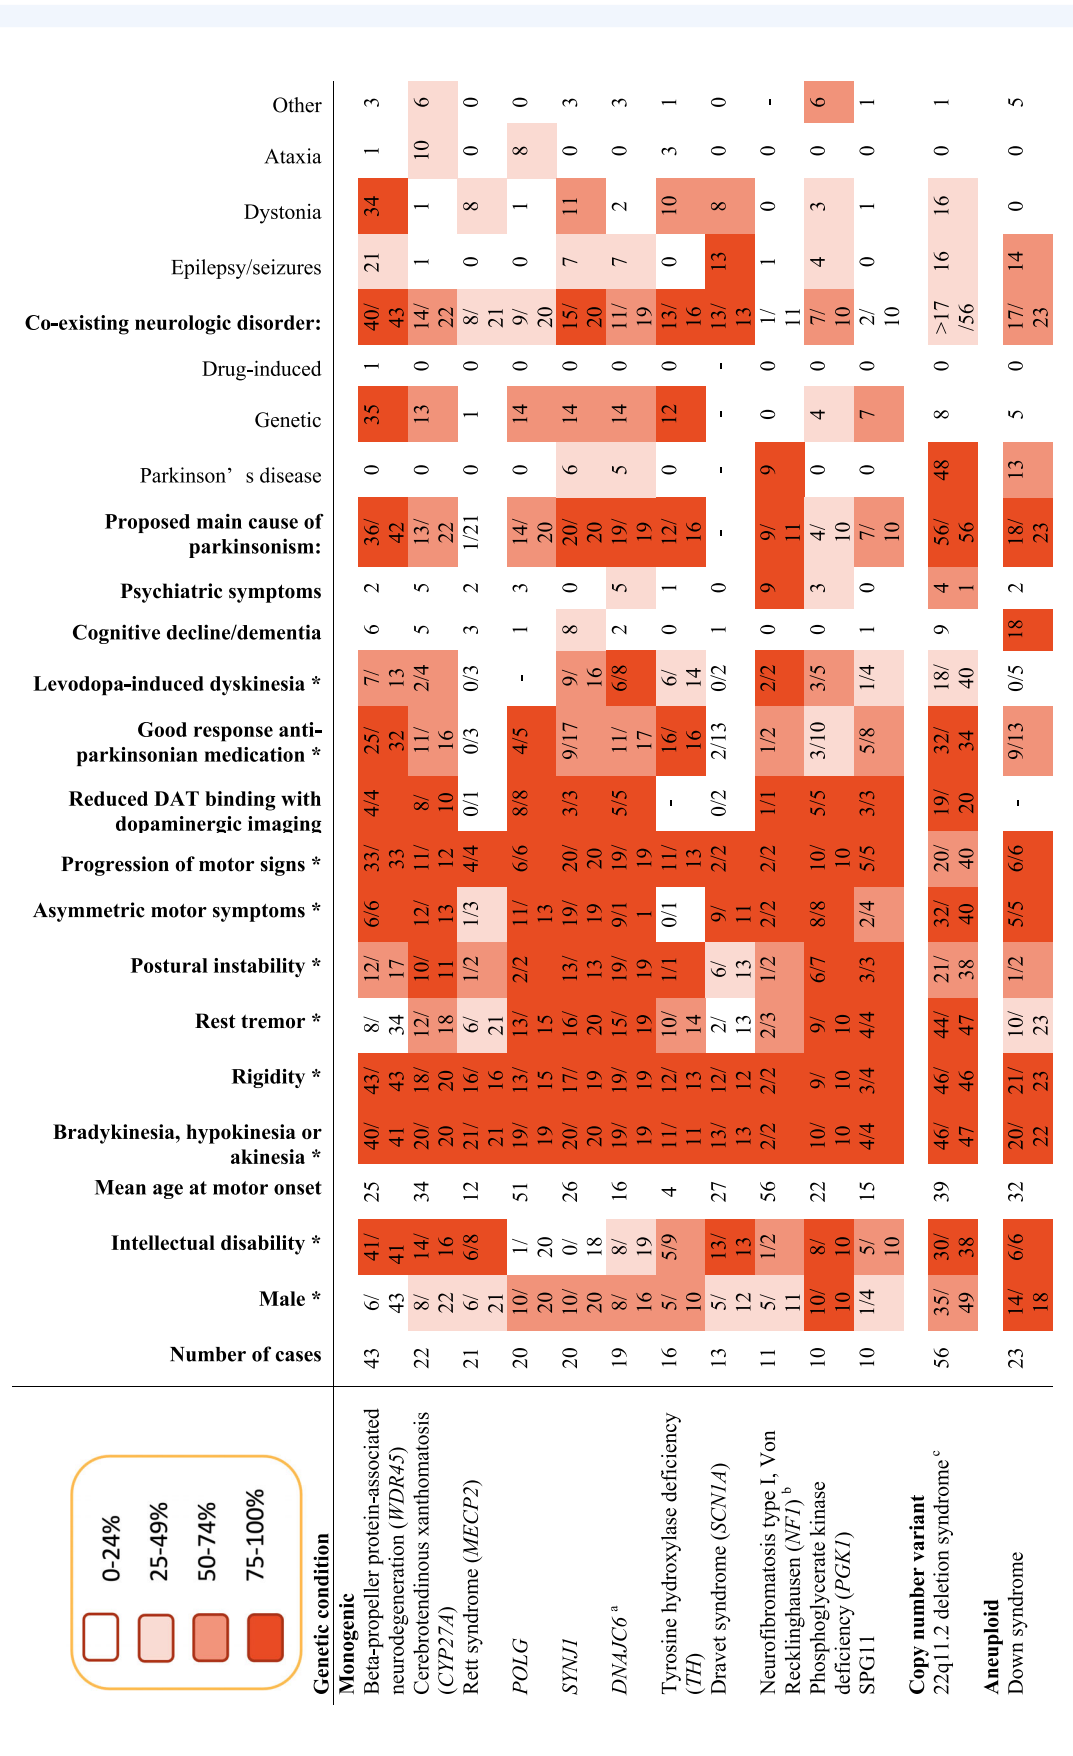 Other 3 6 0 0 3 3 1 0 - 6 1 1 5
Ataxia 1 10 0 8 0 0 3 0 0 0 0 0 0
Dystonia 34 1 8 1 11 2 10 8 0 3 1 16 0
Epilepsy/seizures 21 1 0 0 7 7 0 13 1 4 0 16 14
Co-existing neurologic disorder: 40/43 14/22 8/21 9/20 15/20 11/19 13/16 13/13 1/11 7/10 2/10 >17/56 17/23
Drug-induced 1 0 0 0 0 0 0 - 0 0 0 0 0
Genetic 35 13 1 14 14 14 12 - 0 4 7 8 5
Parkinson’ s disease 0 0 0 0 6 5 0 - 9 0 0 48 13
Proposed main cause of
parkinsonism: 36/42 13/22 1/21 14/20 20/20 19/19 12/16 - 9/11 4/10 7/10 56/56 18/23
Psychiatric symptoms 2 5 2 3 0 5 1 0 9 3 0 41 2
Cognitive decline/dementia 6 5 3 1 8 2 0 1 0 0 1 9 18
Levodopa-induced dyskinesia * 7/13 2/4 0/3 - 9/16 6/8 6/14 0/2 2/2 3/5 1/4 18/40 0/5
Good response anti-
parkinsonian medication * 25/32 11/16 0/3 4/5 9/17 11/17 16/16 2/13 1/2 3/10 5/8 32/34 9/13
Reduced DAT binding with
dopaminergic imaging 4/4 8/10 0/1 8/8 3/3 5/5 - 0/2 1/1 5/5 3/3 19/20 -
Progression of motor signs * 33/33 11/12 4/4 6/6 20/20 19/19 11/13 2/2 2/2 10/10 5/5 20/40 6/6
Asymmetric motor symptoms * 6/6 12/13 1/3 11/13 19/19 9/11 0/1 9/11 2/2 8/8 2/4 32/40 5/5
Postural instability * 12/17 10/11 1/2 2/2 13/13 19/19 1/1 6/13 1/2 6/7 3/3 21/38 1/2
Rest tremor * 8/34 12/18 6/21 13/15 16/20 15/19 10/14 2/13 2/3 9/10 4/4 44/47 10/23
Rigidity * 43/43 18/20 16/16 13/15 17/19 19/19 12/13 12/12 2/2 9/10 3/4 46/46 21/23
Bradykinesia, hypokinesia or
akinesia * 40/41 20/20 21/21 19/19 20/20 19/19 11/11 13/13 2/2 10/10 4/4 46/47 20/22
Mean age at motor onset 25 34 12 51 26 16 4 27 56 22 15 39 32
Intellectual disability * 41/41 14/16 6/8 1/20 0/18 8/19 5/9 13/13 1/2 8/10 5/10 30/38 6/6
Male * 6/43 8/22 6/21 10/20 10/20 8/16 5/10 5/12 5/11 10/10 1/4 35/49 14/18
Number of cases 43 22 21 20 20 19 16 13 11 10 10 56 23
0-24%
25-49%
50-74%
75-100%
Genetic condition
Monogenic
Beta-propeller protein-associated
neurodegeneration (WDR45)
Cerebrotendinous xanthomatosis
(CYP27A)
Rett syndrome (MECP2)
POLG
SYNJ1
DNAJC6 a
Tyrosine hydroxylase deficiency
(TH)
Dravet syndrome (SCN1A)
Neurofibromatosis type I, Von
Recklinghausen (NF1) b
Phosphoglycerate kinase
deficiency (PGK1)
SPG11
Copy number variant
22q11.2 deletion syndrome c
Aneuploid
Down syndrome